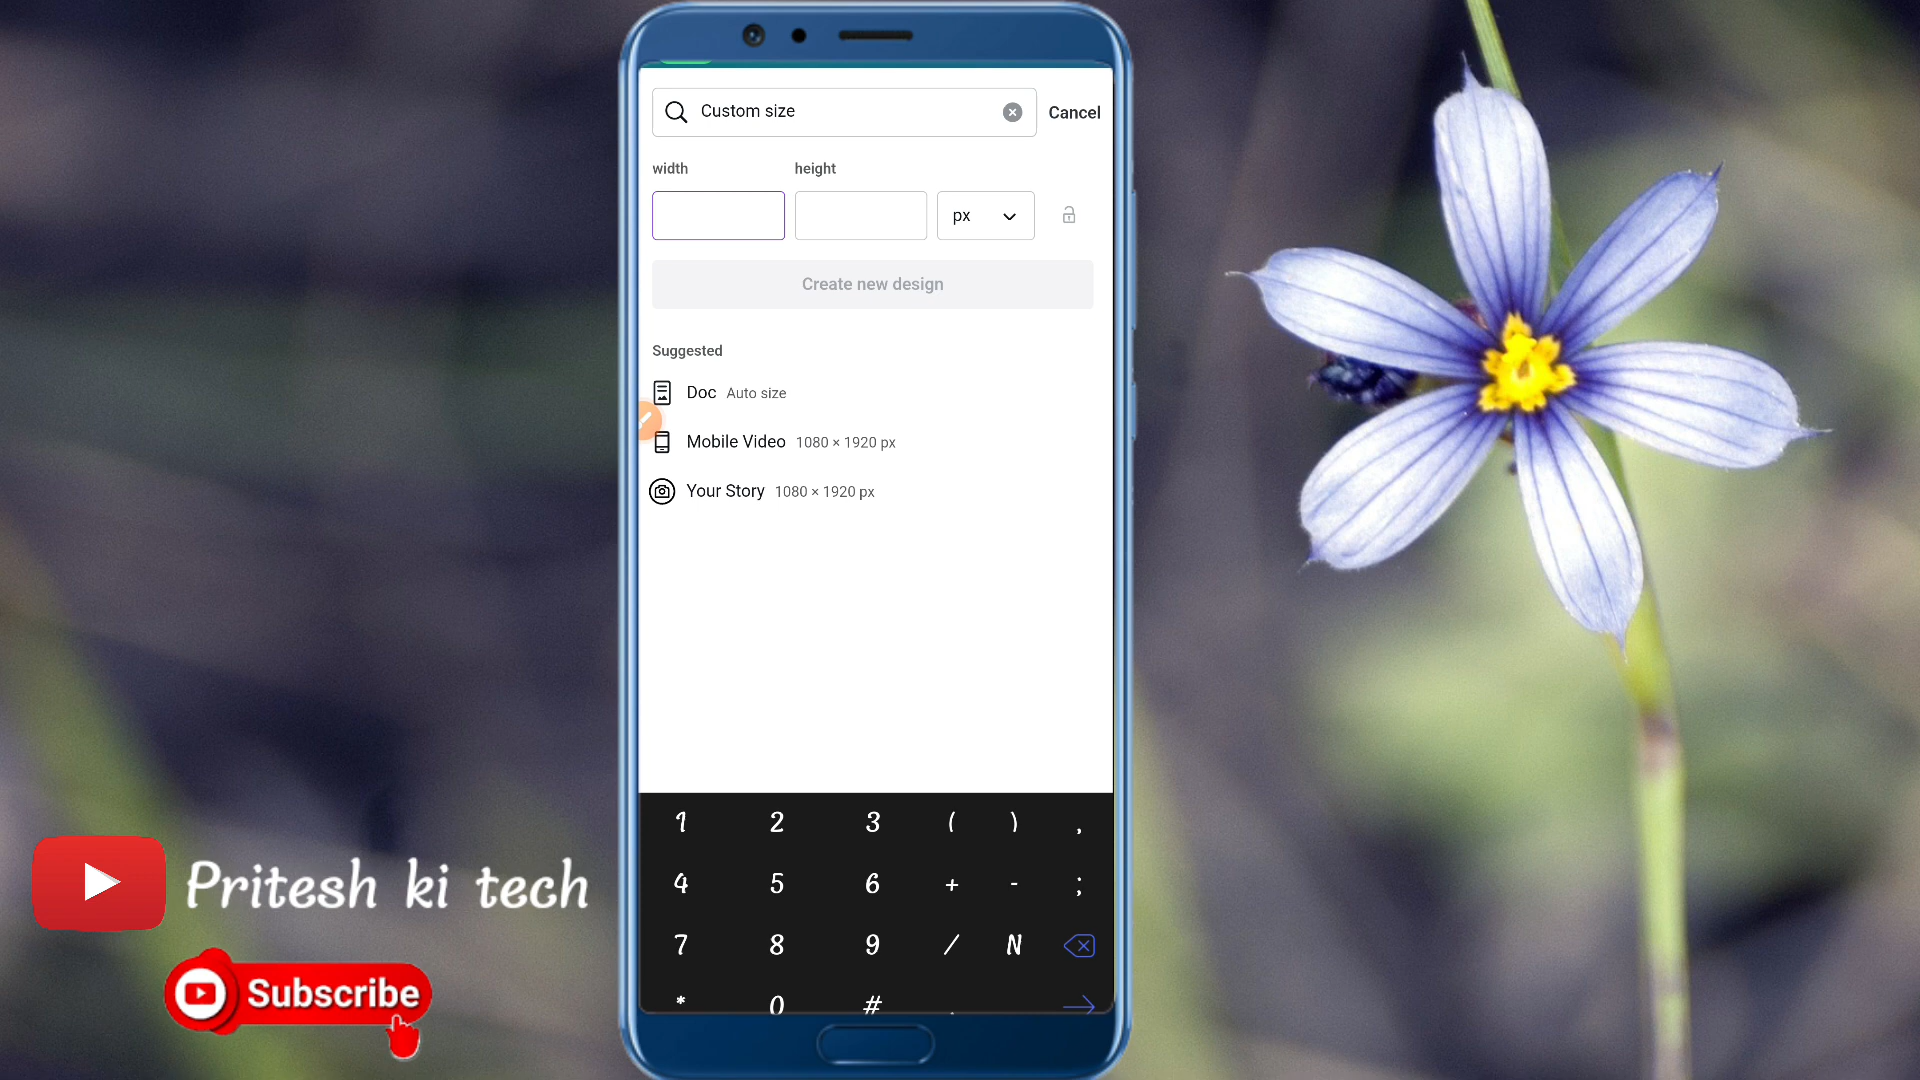 Custom size
Cancel
width
height
px
Create new design
Suggested
Doc Auto size
Mobile Video 1080 × 1920 px
Your Story 1080 × 1920 px
1 2 3 ( ) ,
4 5 6 + - ;
7 8 9 / N
* 0 # .
Pritesh ki tech
Subscribe